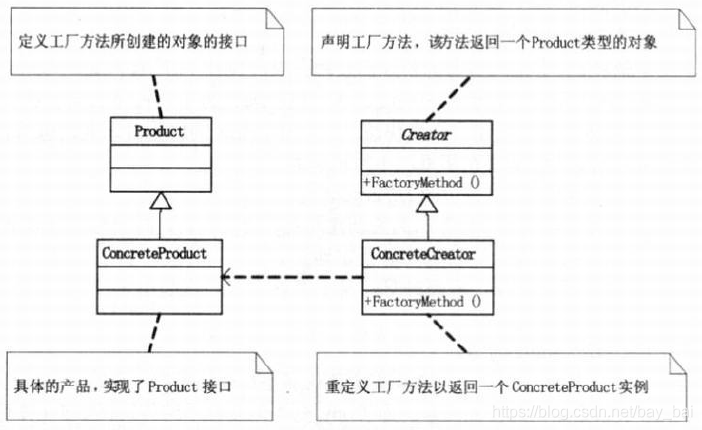 定义工厂方法所创建的对象的接口
声明工厂方法，该方法返回一个Product类型的对象
Product
Creator
+FactoryMethod ()
ConcreteProduct
ConcreteCreator
+FactoryMethod ()
具体的产品，实现了Product 接口
重定义工厂方法以返回一个ConcreteProduct实例
https://blog.csdn.net/bay_bai